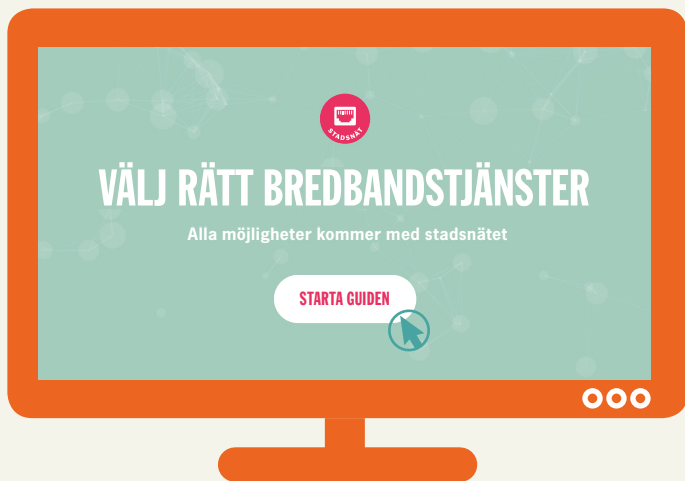 STADSNÄT
VÄLJ RÄTT BREDBANDSTJÄNSTER
Alla möjligheter kommer med stadsnätet
STARTA GUIDEN